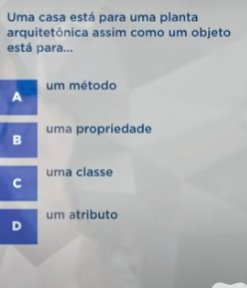 Uma casa está para uma planta
arquitetônica assim como um objeto
está para...
A
um método
B
uma propriedade
C
uma classe
D
um atributo